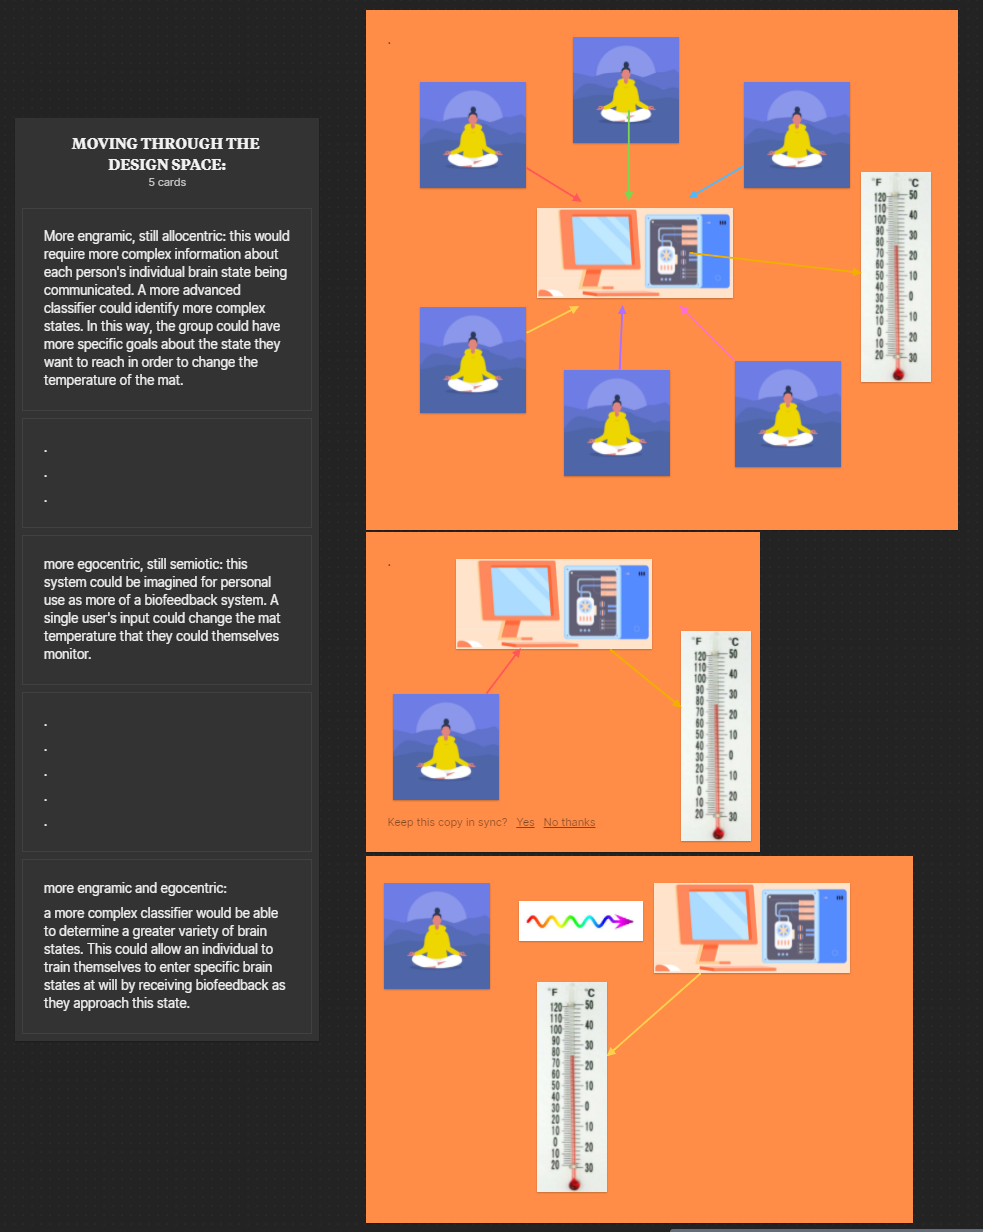 MOVING THROUGH THE
DESIGN SPACE:
5 cards
More engramic, still allocentric: this would
require more complex information about
each person's individual brain state being
communicated. A more advanced
classifier could identify more complex
states. In this way, the group could have
more specific goals about the state they
want to reach in order to change the
temperature of the mat.
.
.
.
more egocentric, still semiotic: this
system could be imagined for personal
use as more of a biofeedback system. A
single user's input could change the mat
temperature that they could themselves
monitor.
.
.
.
.
.
more engramic and egocentric:
a more complex classifier would be able
to determine a greater variety of brain
states. This could allow an individual to
train themselves to enter specific brain
states at will by receiving biofeedback as
they approach this state.
.
°F °C
120 50
110
100 40
90
80 30
70 20
60
50 10
40
30 0
20
10 10
0
10 20
20 30
.
°F °C
120 50
110
100 40
90
80 30
70 20
60
50 10
40
30 0
20
10 10
0
10 20
20 30
Keep this copy in sync? Yes No thanks
°F °C
120 50
110
100 40
90
80 30
70 20
60
50 10
40
30 0
20
10 10
0
10 20
20 30